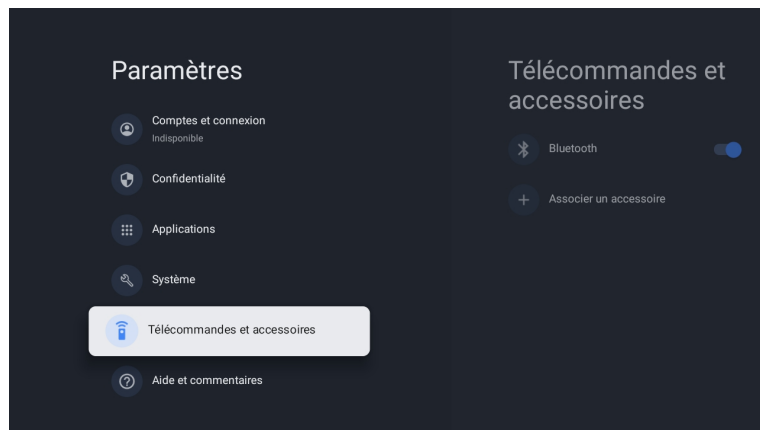 Paramètres
Comptes et connexion
Indisponible
Confidentialité
Applications
Système
Télécommandes et accessoires
Aide et commentaires
Télécommandes et
accessoires
Bluetooth
Associer un accessoire